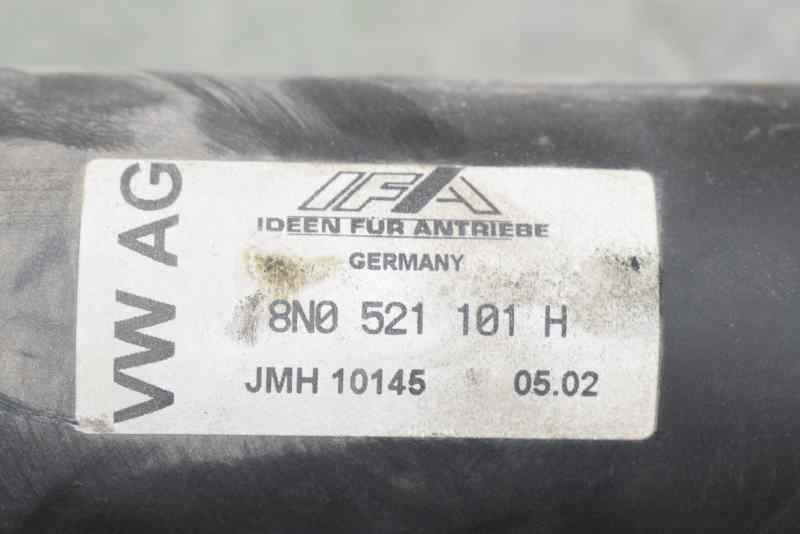 VW AG
IFA
IDEEN FÜR ANTRIEBE
GERMANY
8N0 521 101 H
JMH 10145 05.02